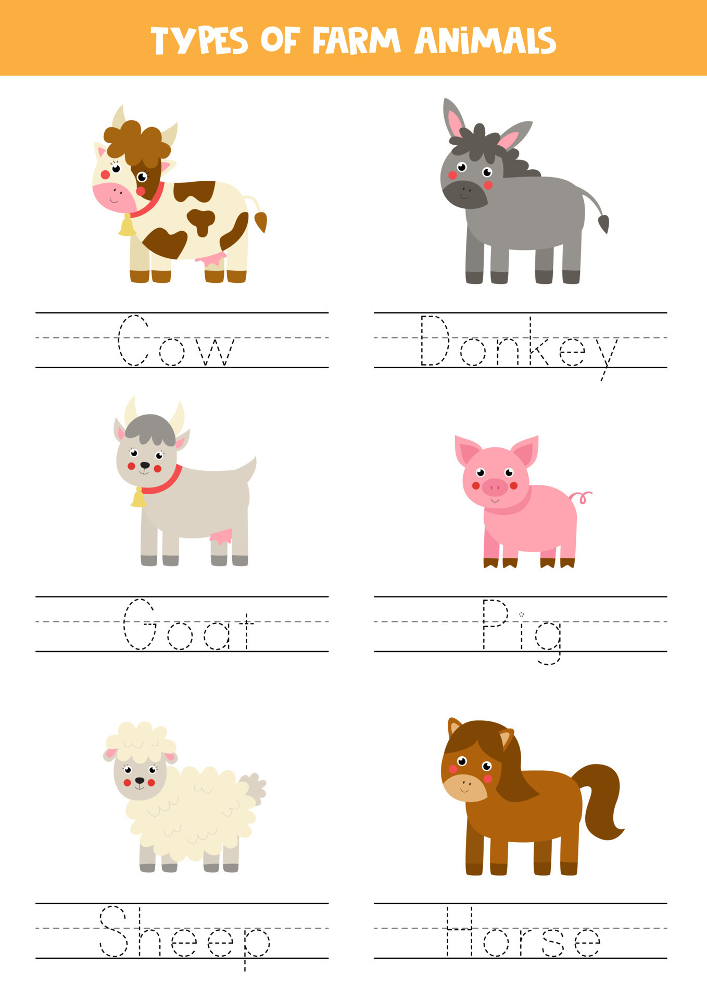 TYPES OF FARM ANIMALS
Cow
Donkey
Goat
Pig
Sheep
Horse